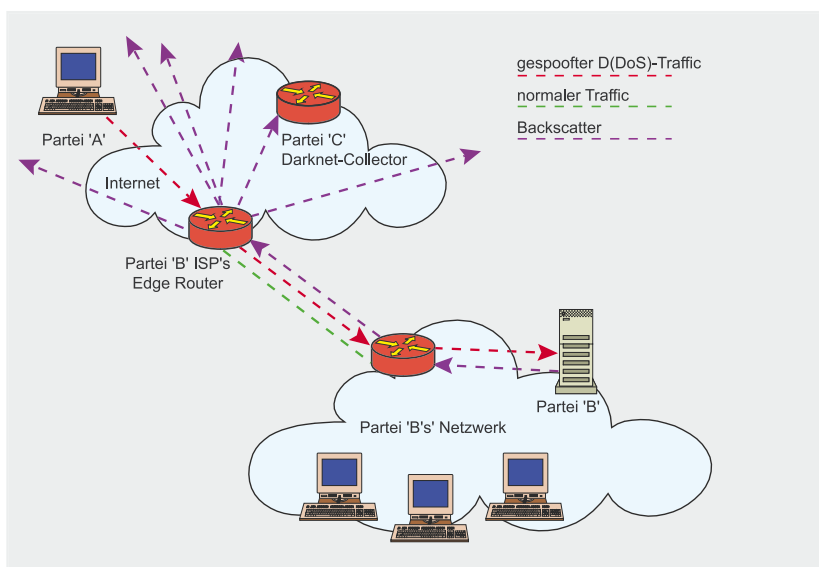 gespoofter D(DoS)-Traffic
normaler Traffic
Backscatter
Partei 'A'
Partei 'C'
Darknet-Collector
Internet
Partei 'B' ISP's
Edge Router
Partei 'B'
Partei 'B's' Netzwerk